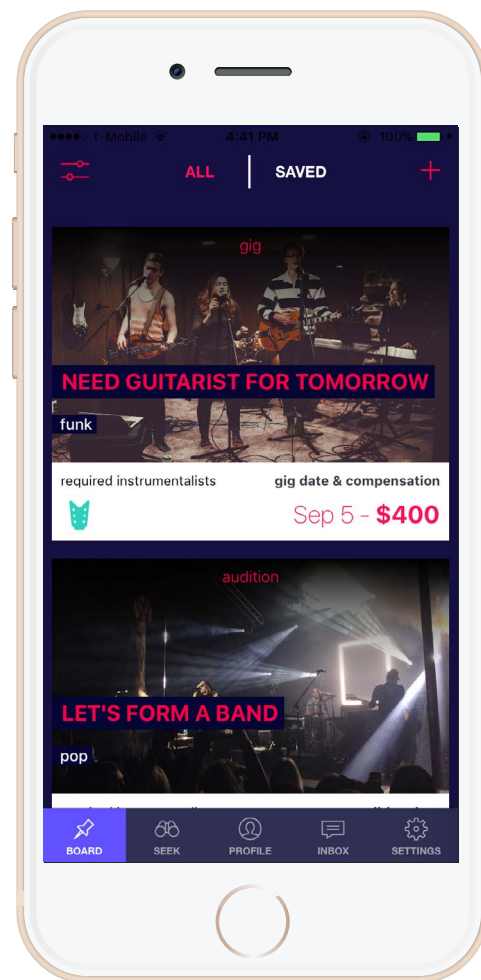 T-Mobile 4:41 PM 100%
ALL SAVED
gig
NEED GUITARIST FOR TOMORROW
funk
required instrumentalists gig date & compensation
Sep 5 - $400
audition
LET'S FORM A BAND
pop
BOARD SEEK PROFILE INBOX SETTINGS